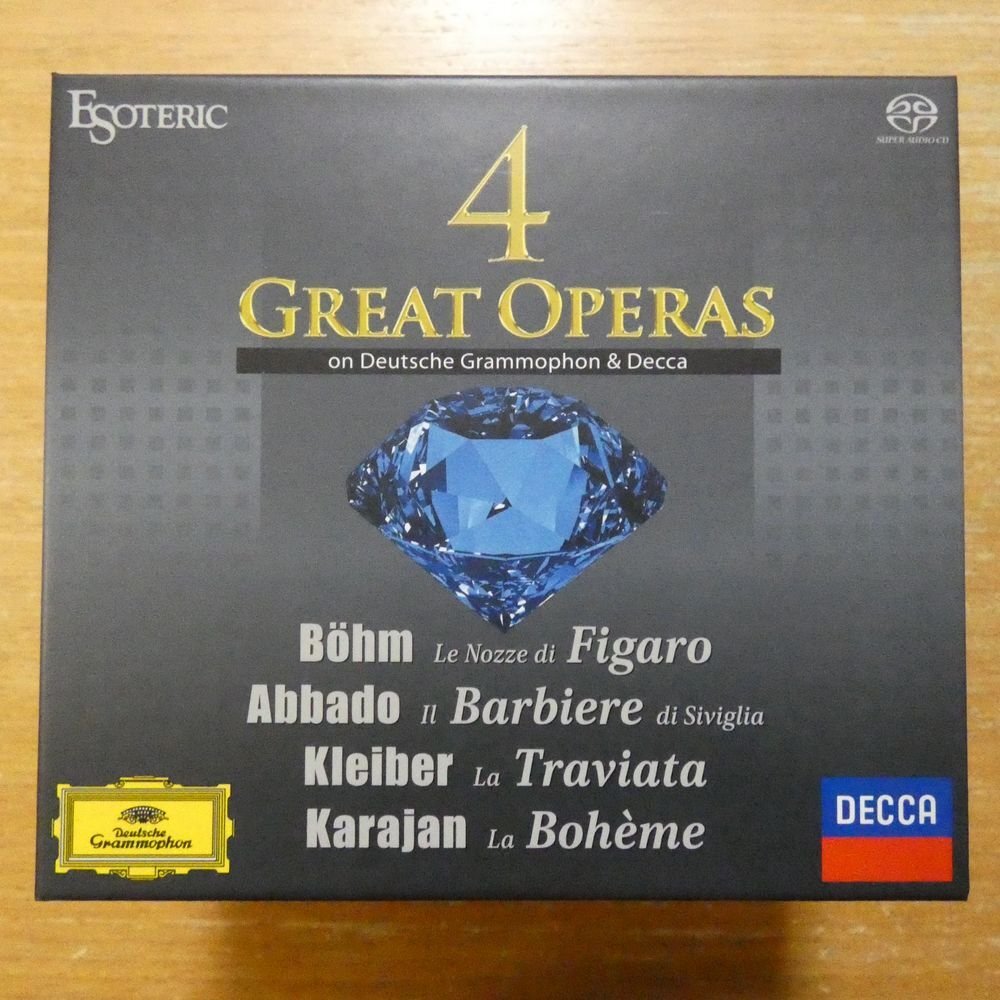 ESOTERIC
SUPER AUDIO CD
4
GREAT OPERAS
on Deutsche Grammophon & Decca
Böhm Le Nozze di Figaro
Abbado Il Barbiere di Siviglia
Kleiber La Traviata
Karajan La Bohème
Deutsche
Grammophon
DECCA